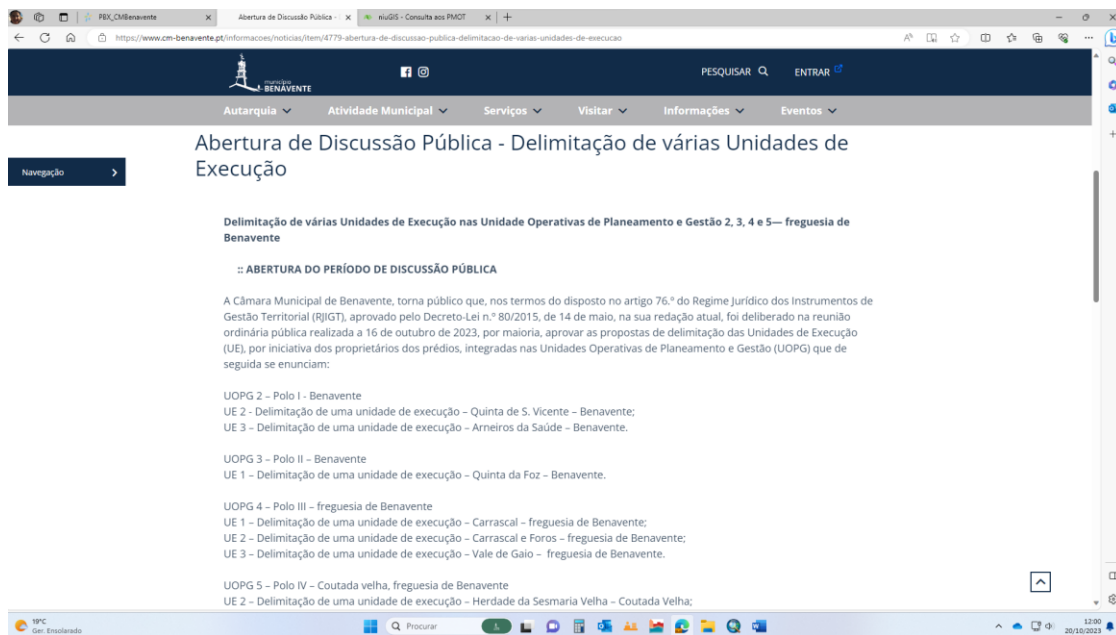 PBX_CMBenavente
Abertura de Discussão Pública -
niuGIS - Consulta aos PMOT
https://www.cm-benavente.pt/informacoes/noticias/item/4779-abertura-de-discussao-publica-delimitacao-de-varias-unidades-de-execucao
município
BENAVENTE
PESQUISAR
ENTRAR
Autarquia
Atividade Municipal
Serviços
Visitar
Informações
Eventos
Navegação
Abertura de Discussão Pública - Delimitação de várias Unidades de
Execução
Delimitação de várias Unidades de Execução nas Unidade Operativas de Planeamento e Gestão 2, 3, 4 e 5— freguesia de
Benavente
:: ABERTURA DO PERÍODO DE DISCUSSÃO PÚBLICA
A Câmara Municipal de Benavente, torna público que, nos termos do disposto no artigo 76.º do Regime Jurídico dos Instrumentos de
Gestão Territorial (RJIGT), aprovado pelo Decreto-Lei n.º 80/2015, de 14 de maio, na sua redação atual, foi deliberado na reunião
ordinária pública realizada a 16 de outubro de 2023, por maioria, aprovar as propostas de delimitação das Unidades de Execução
(UE), por iniciativa dos proprietários dos prédios, integradas nas Unidades Operativas de Planeamento e Gestão (UOPG) que de
seguida se enunciam:
UOPG 2 – Polo I - Benavente
UE 2 - Delimitação de uma unidade de execução – Quinta de S. Vicente – Benavente;
UE 3 – Delimitação de uma unidade de execução – Arneiros da Saúde – Benavente.
UOPG 3 – Polo II – Benavente
UE 1 – Delimitação de uma unidade de execução – Quinta da Foz – Benavente.
UOPG 4 – Polo III – freguesia de Benavente
UE 1 – Delimitação de uma unidade de execução – Carrascal – freguesia de Benavente;
UE 2 – Delimitação de uma unidade de execução – Carrascal e Foros – freguesia de Benavente;
UE 3 – Delimitação de uma unidade de execução – Vale de Gaio – freguesia de Benavente.
UOPG 5 – Polo IV – Coutada velha, freguesia de Benavente
UE 2 – Delimitação de uma unidade de execução – Herdade da Sesmaria Velha – Coutada Velha;
19°C
Ger. Ensolarado
Procurar
12:00
20/10/2023